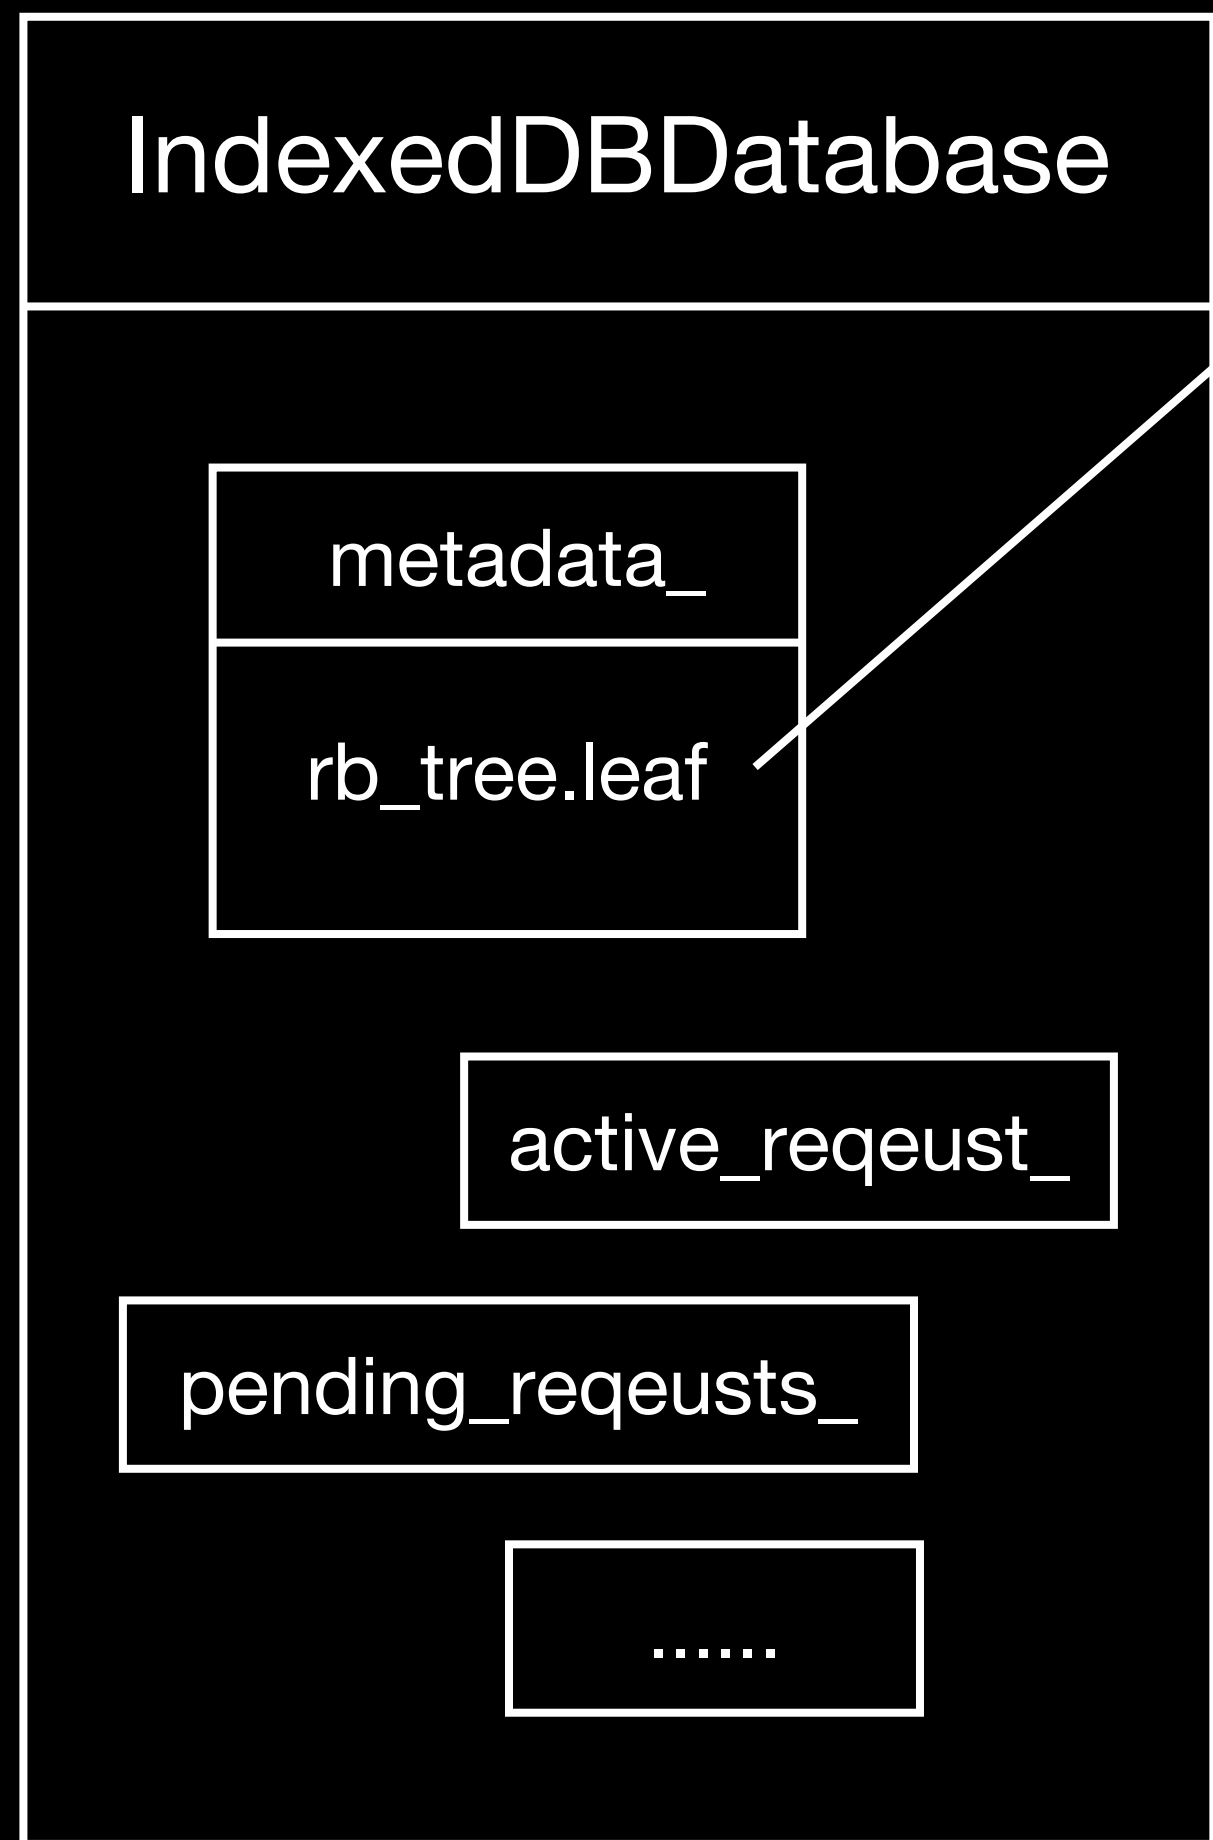 IndexedDBDatabase
metadata_
rb_tree.leaf
active_reqeust_
pending_reqeusts_
......